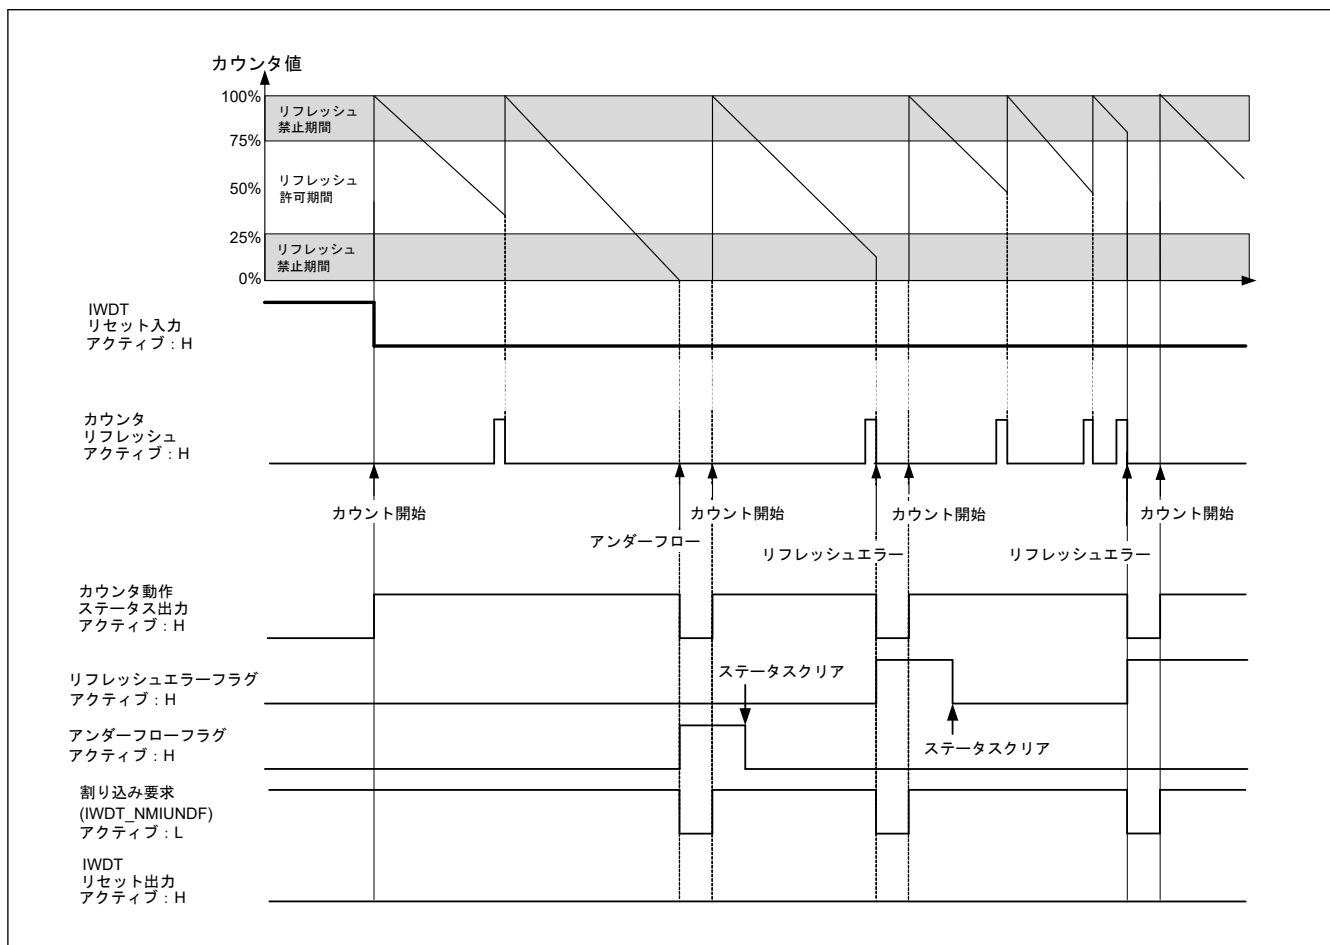 カウンタ値
100%
リフレッシュ
禁止期間
75%
リフレッシュ
許可期間
50%
25%
リフレッシュ
禁止期間
0%
IWDT
リセット入力
アクティブ：H
カウンタ
リフレッシュ
アクティブ：H
カウント開始
カウント開始
カウント開始
カウント開始
アンダーフロー
リフレッシュエラー
リフレッシュエラー
カウンタ動作
ステータス出力
アクティブ：H
ステータスクリア
リフレッシュエラーフラグ
アクティブ：H
アンダーフローフラグ
アクティブ：H
ステータスクリア
割り込み要求
(IWDT_NMIUNDF)
アクティブ：L
IWDT
リセット出力
アクティブ：H